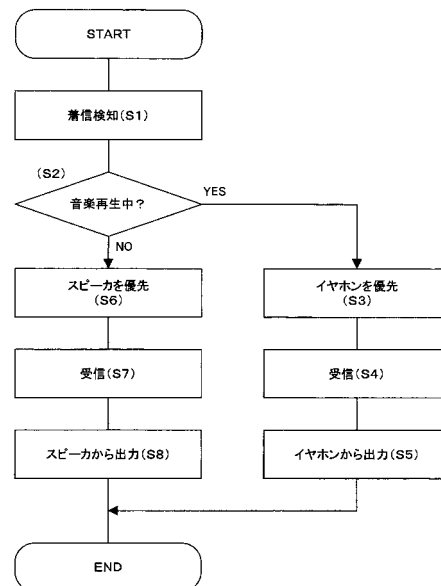 START
着信検知(S1)
(S2)
音楽再生中？
YES
NO
スピーカを優先
(S6)
イヤホンを優先
(S3)
受信(S7)
受信(S4)
スピーカから出力(S8)
イヤホンから出力(S5)
END